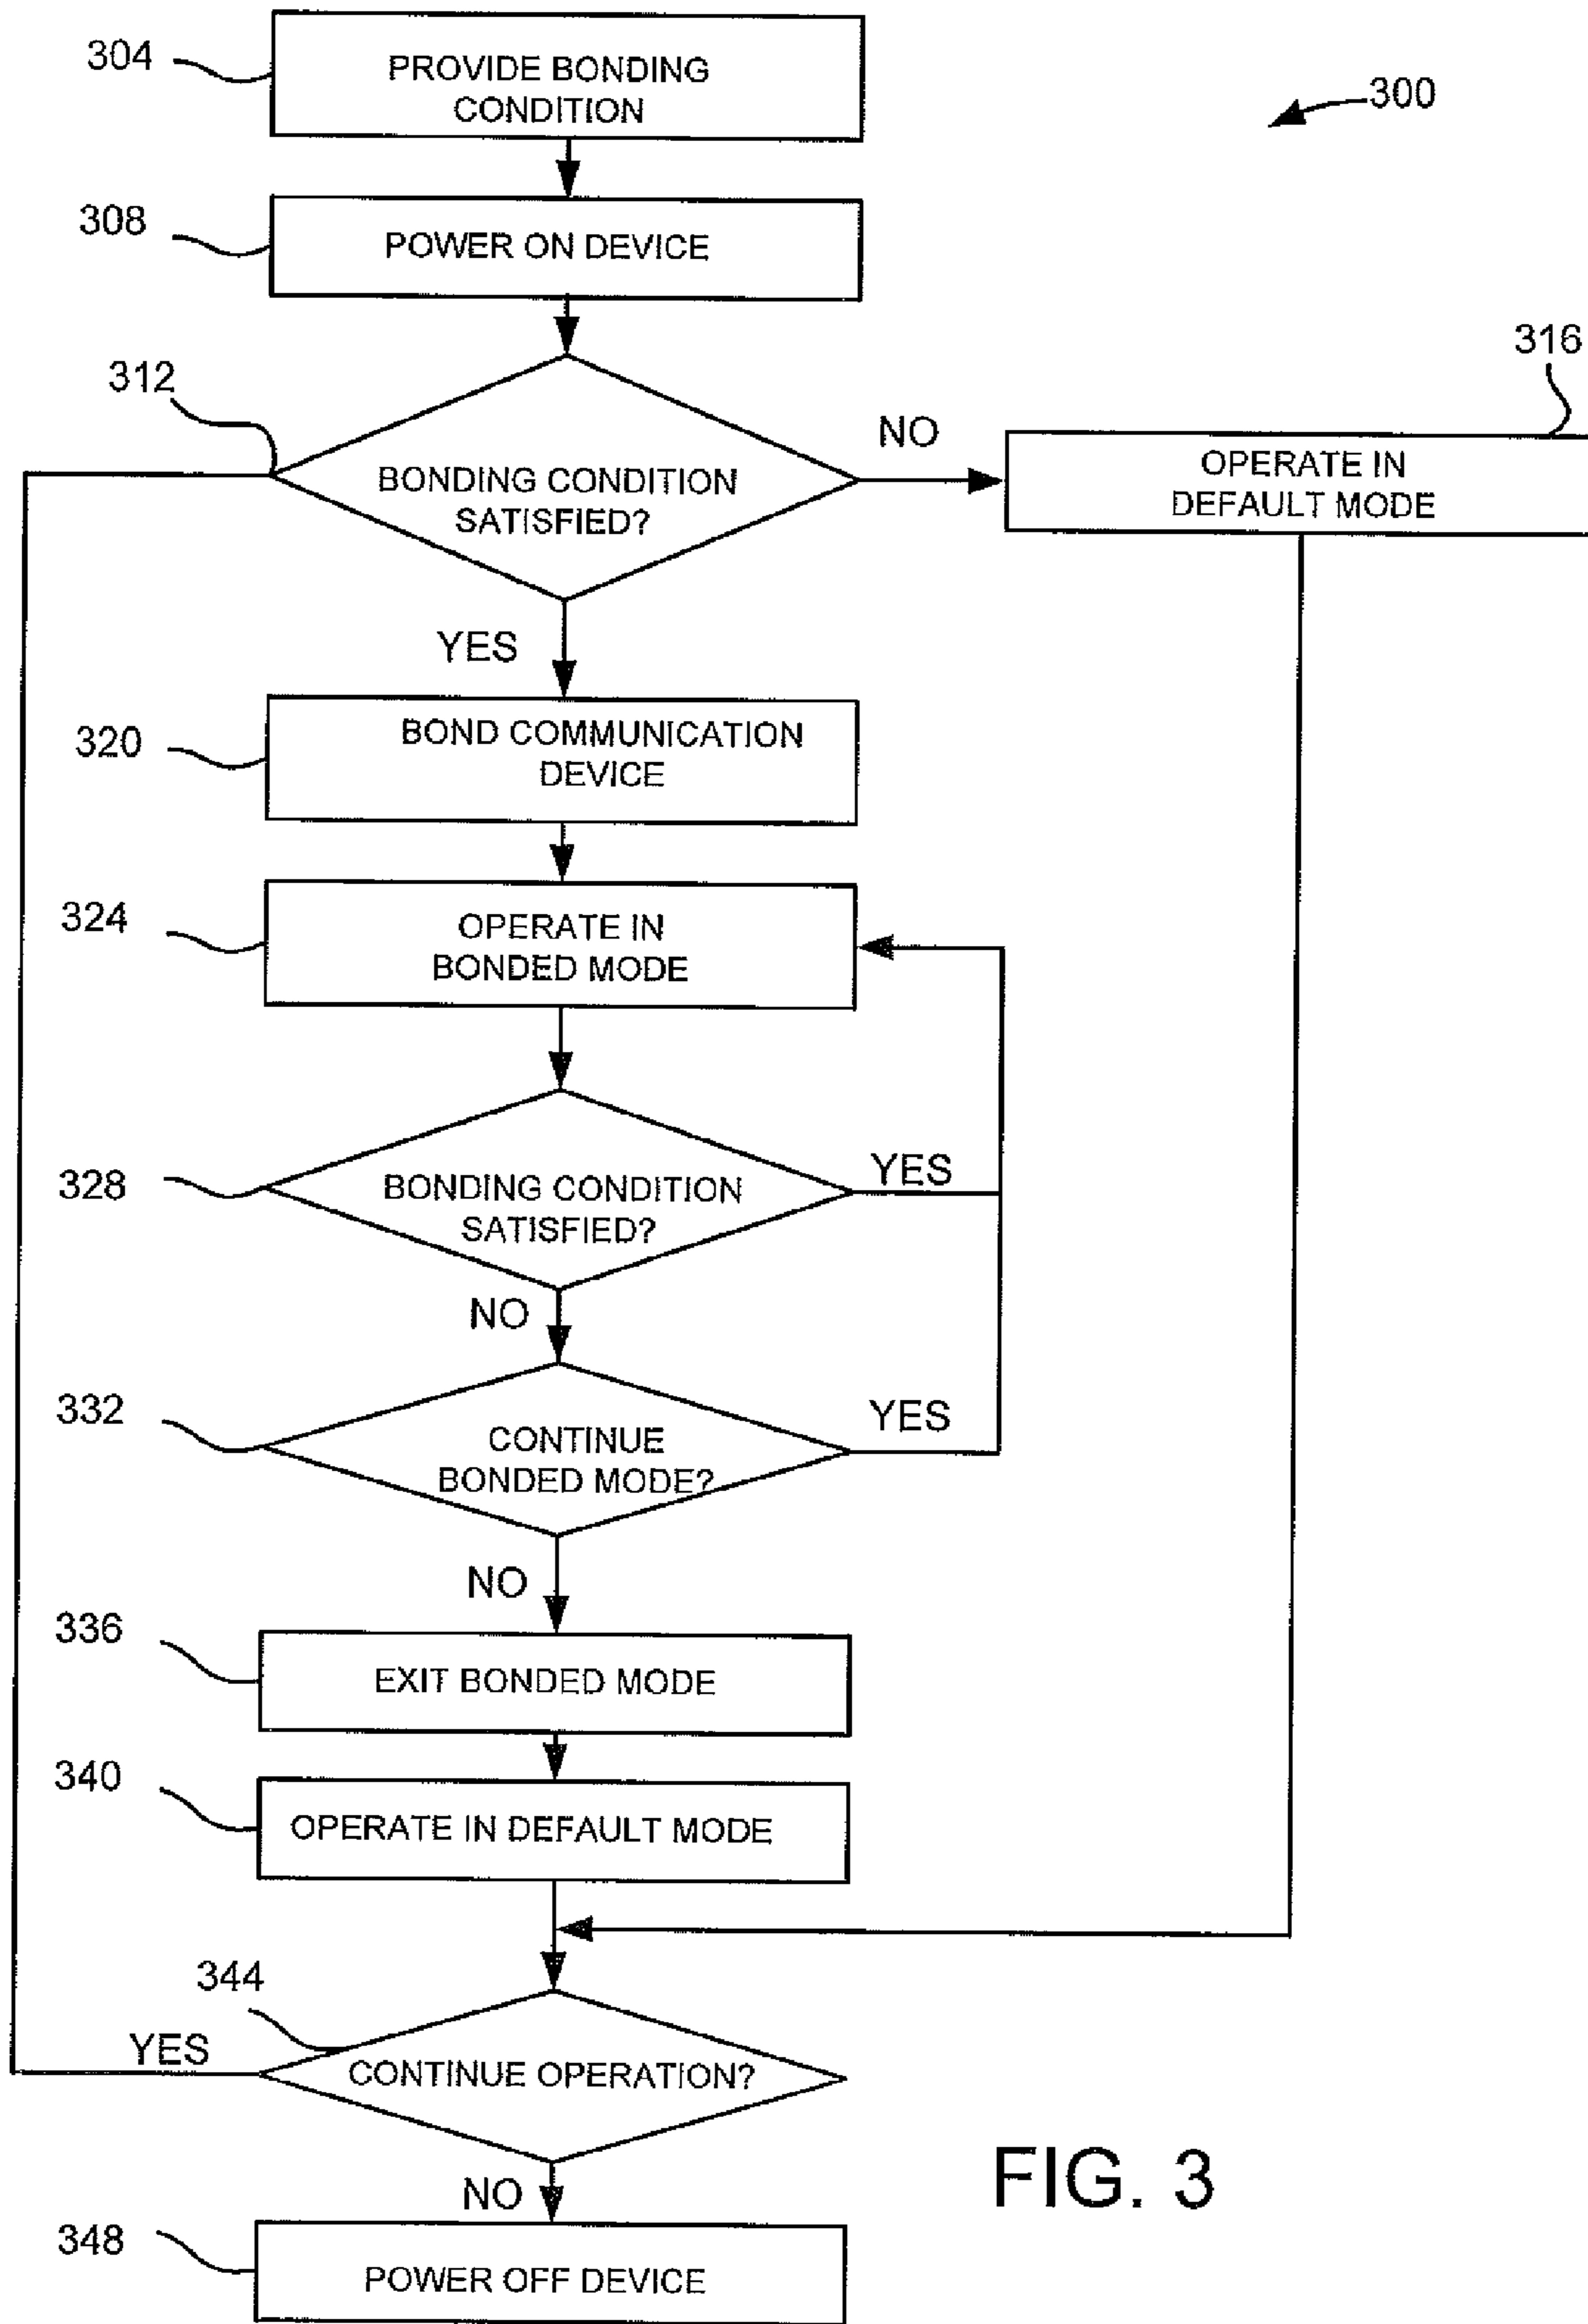 304
PROVIDE BONDING
CONDITION
300
308
POWER ON DEVICE
312
316
NO
BONDING CONDITION
SATISFIED?
OPERATE IN
DEFAULT MODE
YES
320
BOND COMMUNICATION
DEVICE
324
OPERATE IN
BONDED MODE
328
BONDING CONDITION
SATISFIED?
YES
NO
332
CONTINUE
BONDED MODE?
YES
NO
336
EXIT BONDED MODE
340
OPERATE IN DEFAULT MODE
344
YES
CONTINUE OPERATION?
NO
FIG. 3
348
POWER OFF DEVICE